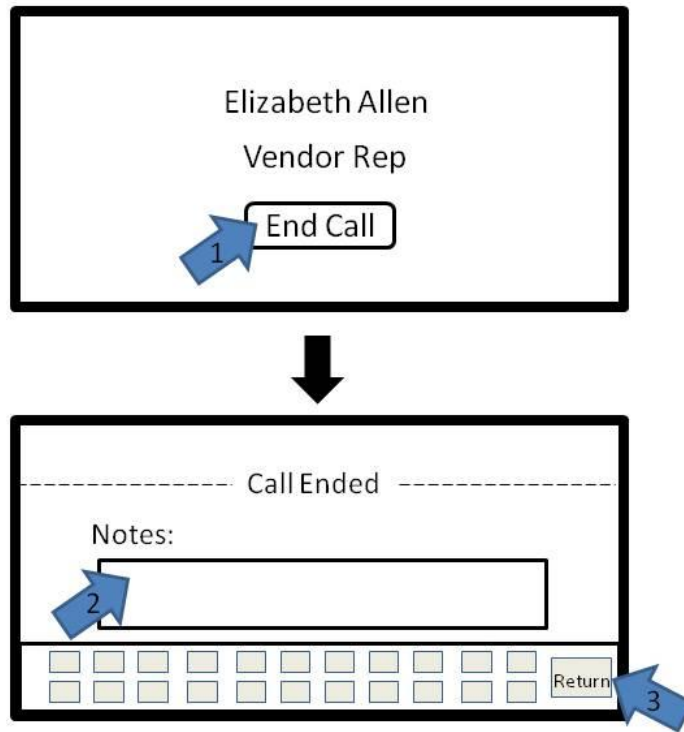 Elizabeth Allen
Vendor Rep
End Call
1
Call Ended
Notes:
2
Return
3